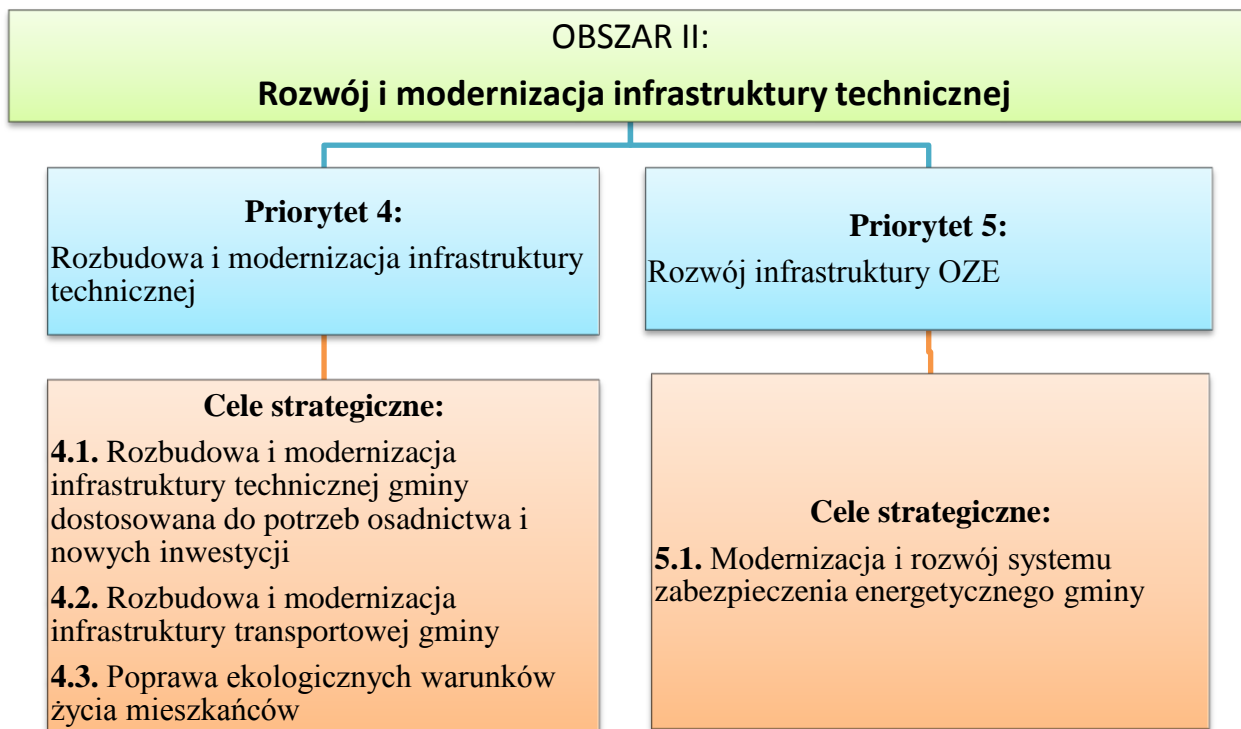 OBSZAR II:
Rozwój i modernizacja infrastruktury technicznej
Priorytet 4:
Rozbudowa i modernizacja infrastruktury
technicznej
Priorytet 5:
Rozwój infrastruktury OZE
Cele strategiczne:
4.1. Rozbudowa i modernizacja
infrastruktury technicznej gminy
dostosowana do potrzeb osadnictwa i
nowych inwestycji
4.2. Rozbudowa i modernizacja
infrastruktury transportowej gminy
4.3. Poprawa ekologicznych warunków
życia mieszkańców
Cele strategiczne:
5.1. Modernizacja i rozwój systemu
zabezpieczenia energetycznego gminy